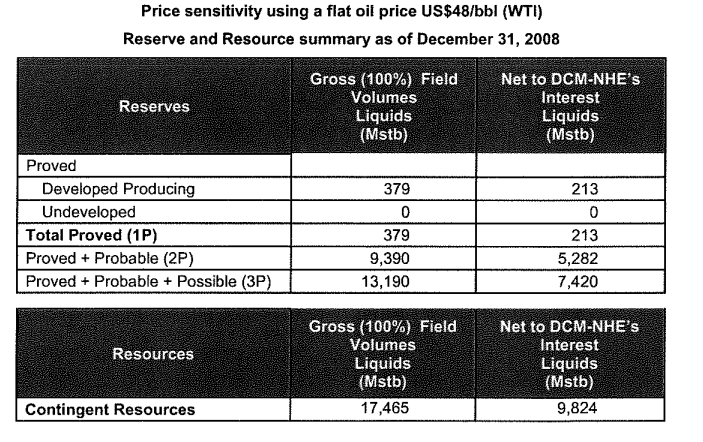 Price sensitivity using a flat oil price US$48/bbl (WTI)
Reserve and Resource summary as of December 31, 2008
Reserves
Gross (100%) Field Volumes Liquids (Mstb)
Net to DCM-NHE's Interest Liquids (Mstb)
Proved
Developed Producing 379 213
Undeveloped 0 0
Total Proved (1P) 379 213
Proved + Probable (2P) 9,390 5,282
Proved + Probable + Possible (3P) 13,190 7,420
Resources
Gross (100%) Field Volumes Liquids (Mstb)
Net to DCM-NHE's Interest Liquids (Mstb)
Contingent Resources 17,465 9,824